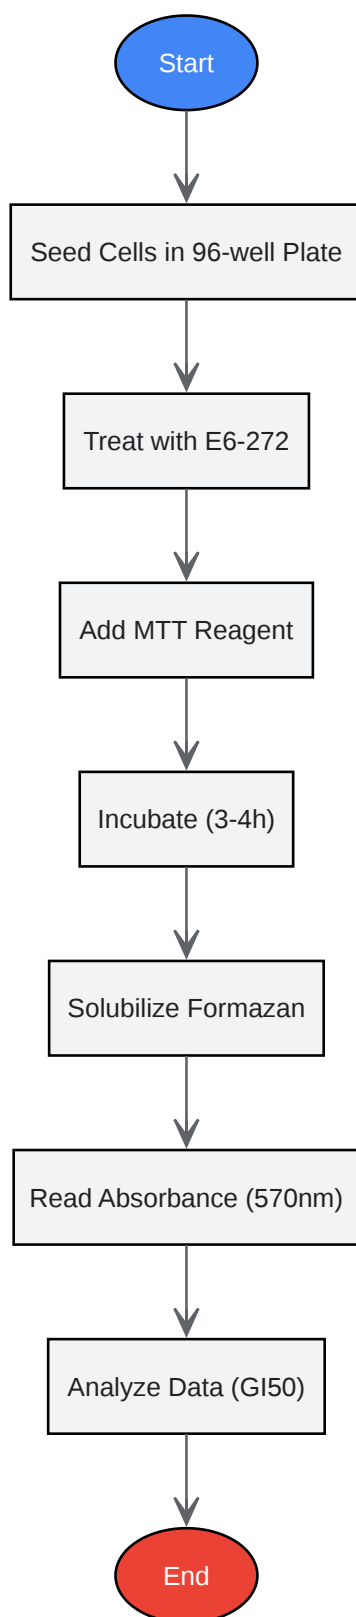 Start
Seed Cells in 96-well Plate
Treat with E6-272
Add MTT Reagent
Incubate (3-4h)
Solubilize Formazan
Read Absorbance (570nm)
Analyze Data (GI50)
End